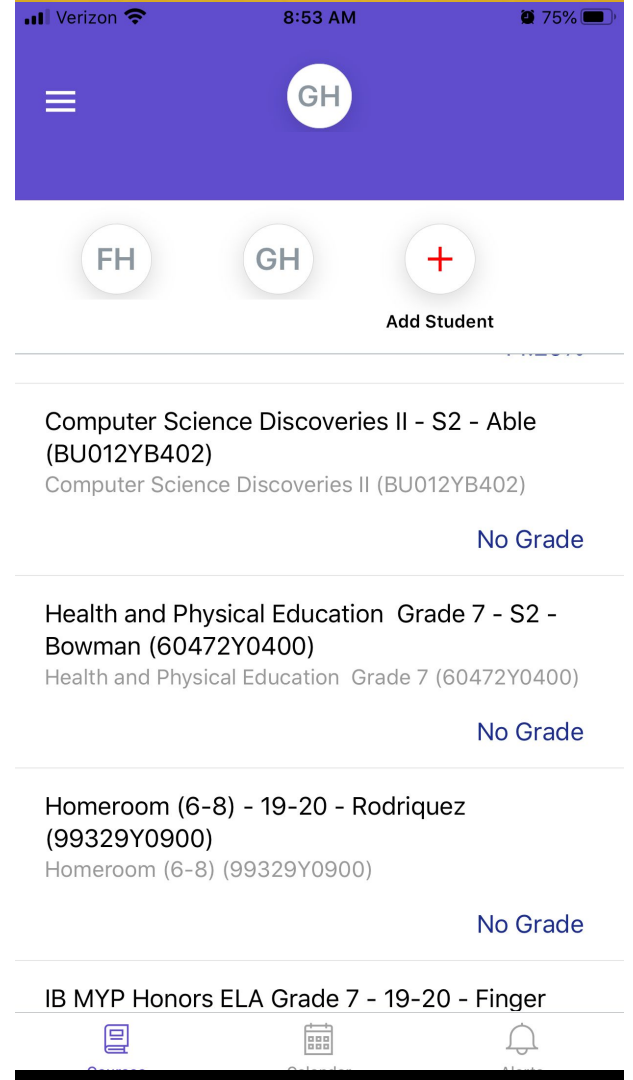 Verizon 8:53 AM 75%
GH
FH GH
Add Student
Computer Science Discoveries II - S2 - Able
(BU012YB402)
Computer Science Discoveries II (BU012YB402)
No Grade
Health and Physical Education Grade 7 - S2 -
Bowman (60472Y0400)
Health and Physical Education Grade 7 (60472Y0400)
No Grade
Homeroom (6-8) - 19-20 - Rodriquez
(99329Y0900)
Homeroom (6-8) (99329Y0900)
No Grade
IB MYP Honors ELA Grade 7 - 19-20 - Finger